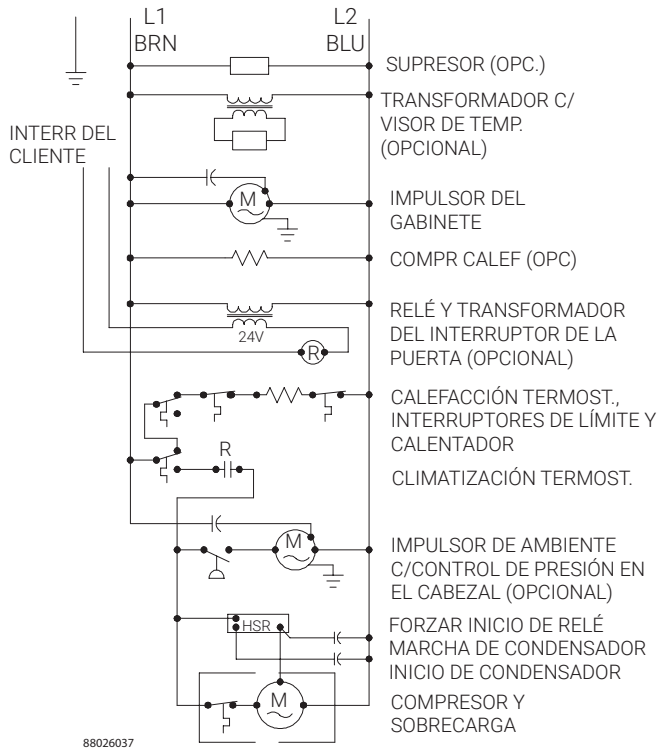 L1
BRN
L2
BLU
SUPRESOR (OPC.)
TRANSFORMADOR C/
VISOR DE TEMP.
(OPCIONAL)
INTERR DEL
CLIENTE
M
IMPULSOR DEL
GABINETE
COMPR CALEF (OPC)
24V
R
RELÉ Y TRANSFORMADOR
DEL INTERRUPTOR DE LA
PUERTA (OPCIONAL)
CALEFACCIÓN TERMOST.,
INTERRUPTORES DE LÍMITE Y
CALENTADOR
R
CLIMATIZACIÓN TERMOST.
M
IMPULSOR DE AMBIENTE
C/CONTROL DE PRESIÓN EN
EL CABEZAL (OPCIONAL)
HSR
FORZAR INICIO DE RELÉ
MARCHA DE CONDENSADOR
INICIO DE CONDENSADOR
M
COMPRESOR Y
SOBRECARGA
88026037